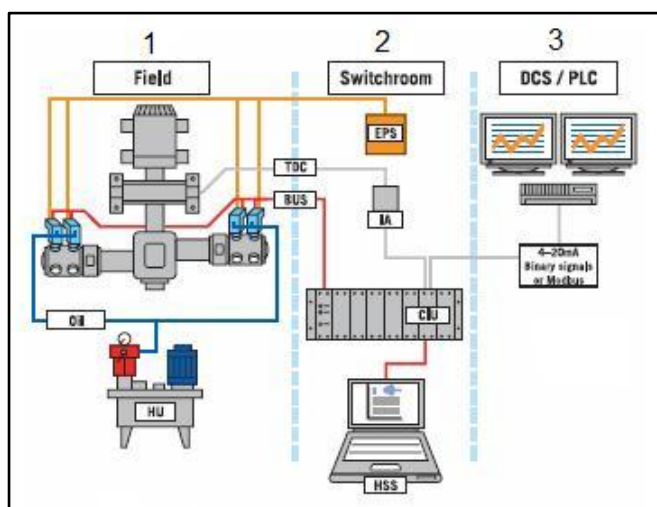 1
2
3
Field
Switchroom
DCS / PLC
EPS
TDC
BUS
IA
4–20mA
Binary signals
or Modbus
CIU
Oil
HU
HSS